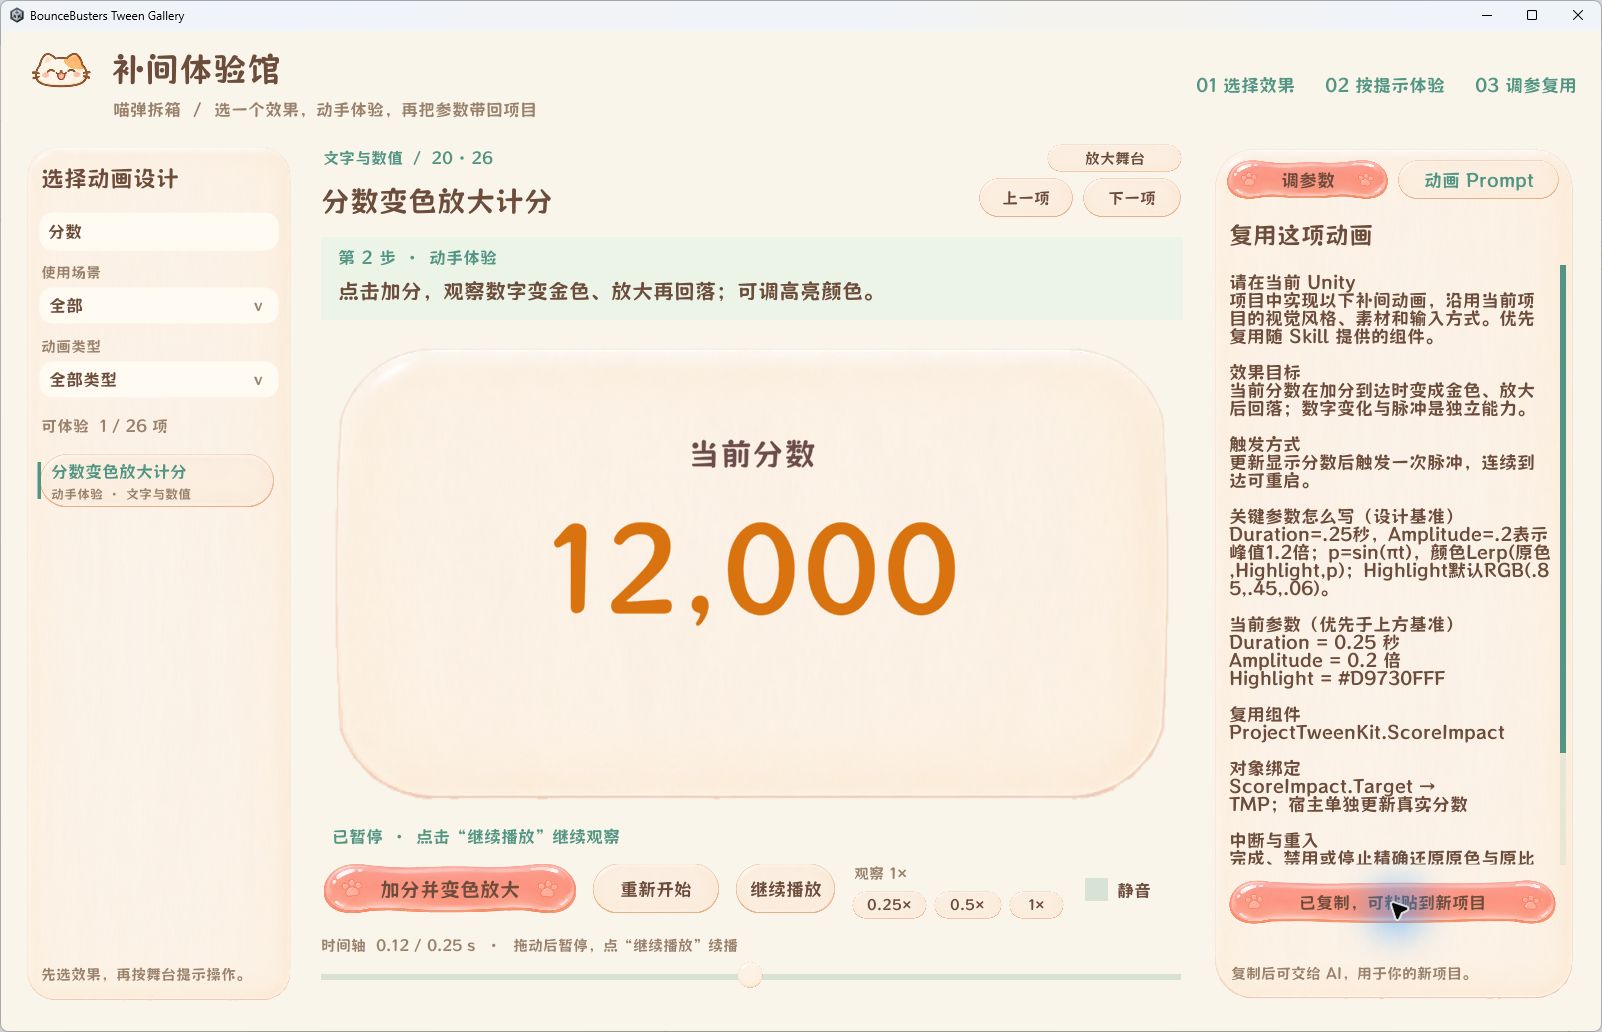 BounceBusters Tween Gallery
补间体验馆
喵弹拆箱 / 选一个效果，动手体验，再把参数带回项目
01 选择效果
02 按提示体验
03 调参复用
选择动画设计
分数
使用场景
全部
v
动画类型
全部类型
v
可体验 1 / 26 项
分数变色放大计分
动手体验 · 文字与数值
先选效果，再按舞台提示操作。
文字与数值 / 20 · 26
分数变色放大计分
放大舞台
上一项
下一项
第 2 步 · 动手体验
点击加分，观察数字变金色、放大再回落；可调高亮颜色。
当前分数
12,000
已暂停 · 点击“继续播放”继续观察
加分并变色放大
重新开始
继续播放
观察 1×
0.25×
0.5×
1×
静音
时间轴 0.12 / 0.25 s · 拖动后暂停，点“继续播放”续播
调参数
动画 Prompt
复用这项动画
请在当前 Unity
项目中实现以下补间动画，沿用当前项
目的视觉风格、素材和输入方式。优先
复用随 Skill 提供的组件。
效果目标
当前分数在加分到达时变成金色、放大
后回落；数字变化与脉冲是独立能力。
触发方式
更新显示分数后触发一次脉冲，连续到
达可重启。
关键参数怎么写（设计基准）
Duration=.25秒，Amplitude=.2表示
峰值1.2倍；p=sin(πt)，颜色Lerp(原色
,Highlight,p)；Highlight默认RGB(.8
5,.45,.06)。
当前参数（优先于上方基准）
Duration = 0.25 秒
Amplitude = 0.2 倍
Highlight = #D9730FFF
复用组件
ProjectTweenKit.ScoreImpact
对象绑定
ScoreImpact.Target →
TMP；宿主单独更新真实分数
中断与重入
完成、禁用或停止精确还原原色与原比
已复制，可粘贴到新项目
复制后可交给 AI，用于你的新项目。